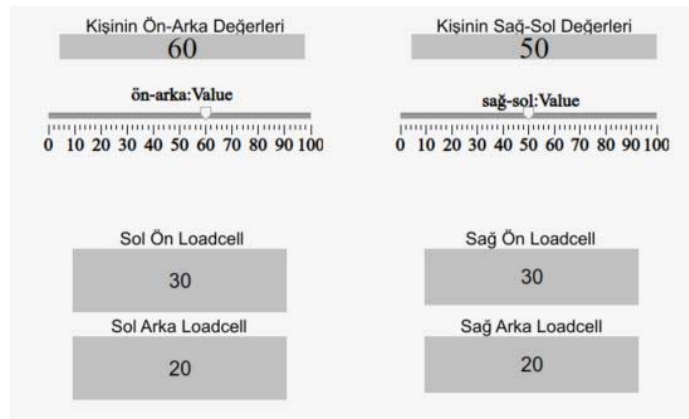 Kişinin Ön-Arka Değerleri
60
ön-arka:Value
0 10 20 30 40 50 60 70 80 90 100
Kişinin Sağ-Sol Değerleri
50
sağ-sol:Value
0 10 20 30 40 50 60 70 80 90 100
Sol Ön Loadcell
30
Sağ Ön Loadcell
30
Sol Arka Loadcell
20
Sağ Arka Loadcell
20